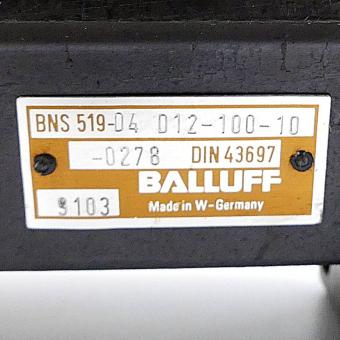 BNS 519-D4 D12-100-10
-0278 DIN 43697
BALLUFF
9103 Made in W-Germany